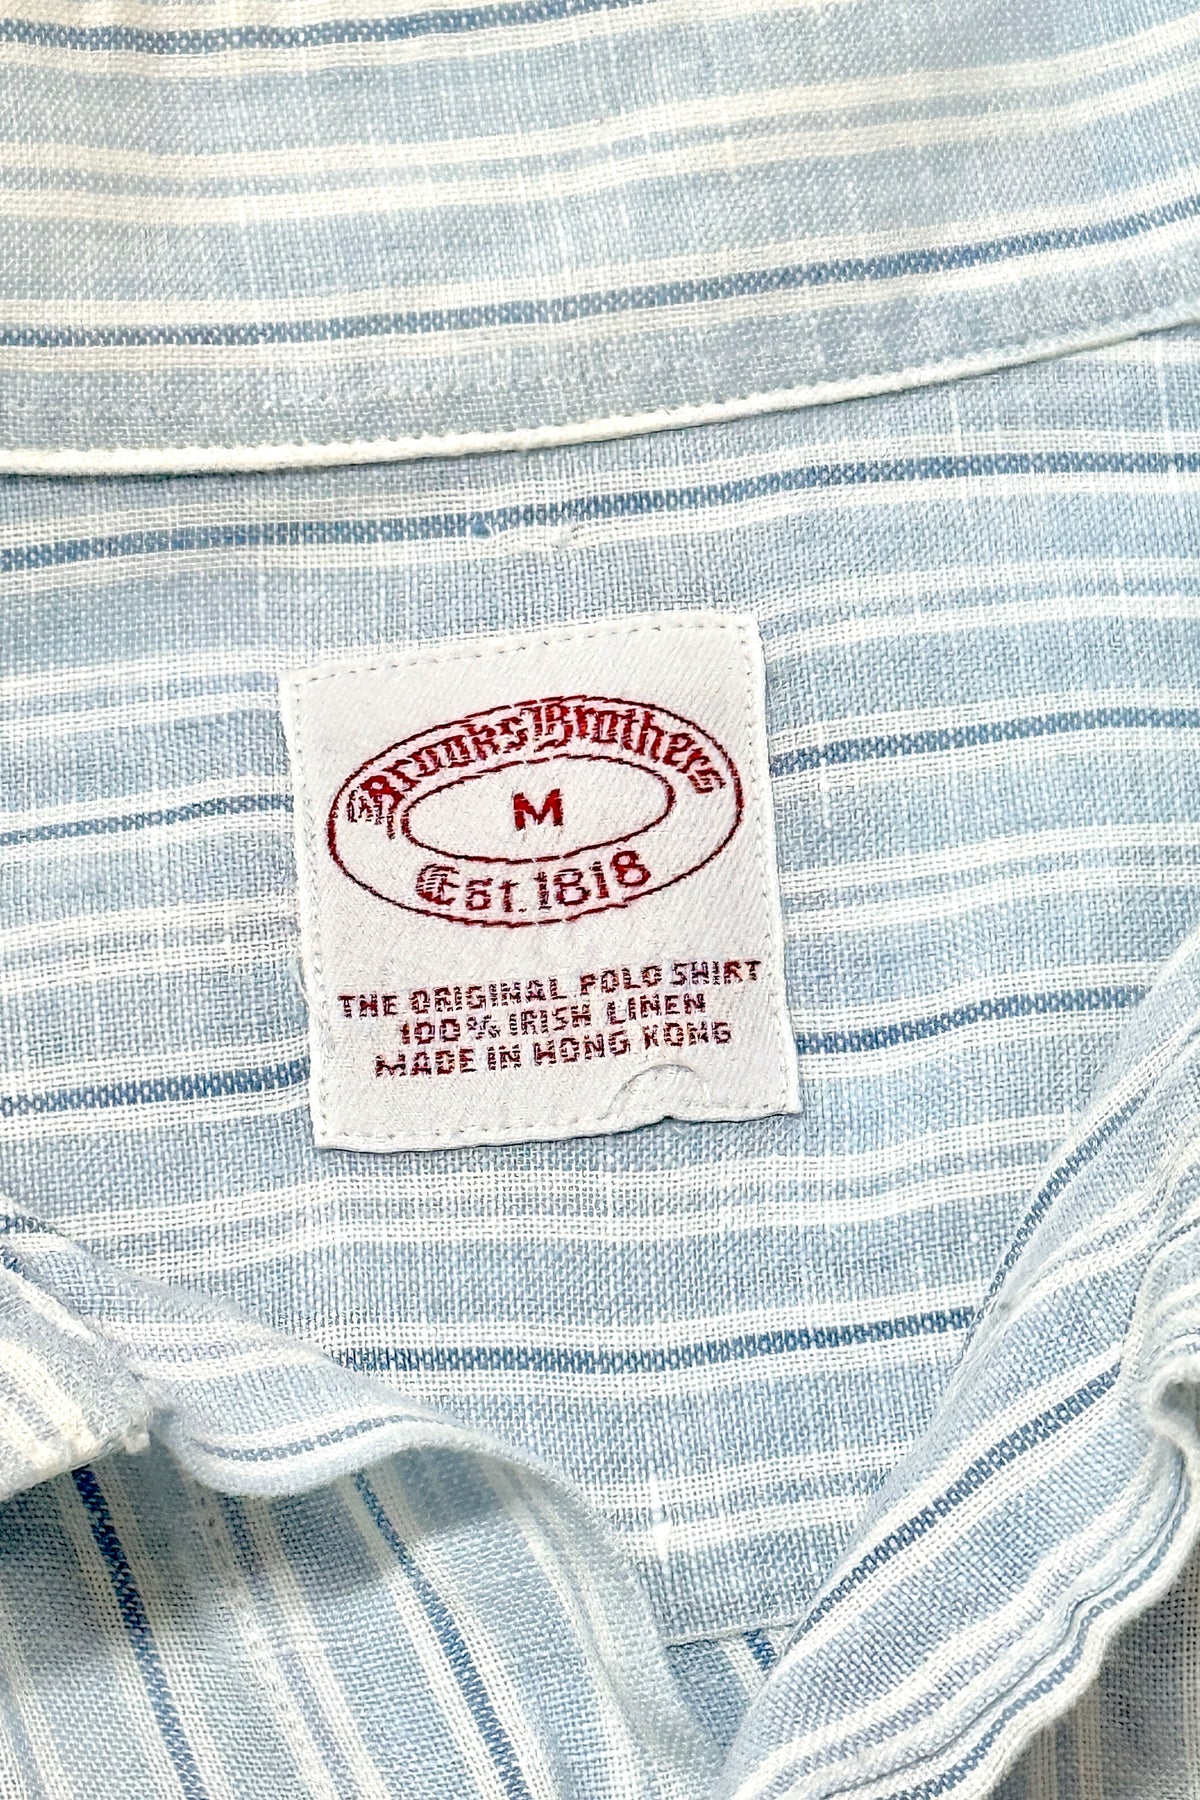 Brooks Brothers
M
Est. 1818
THE ORIGINAL POLO SHIRT
100% IRISH LINEN
MADE IN HONG KONG